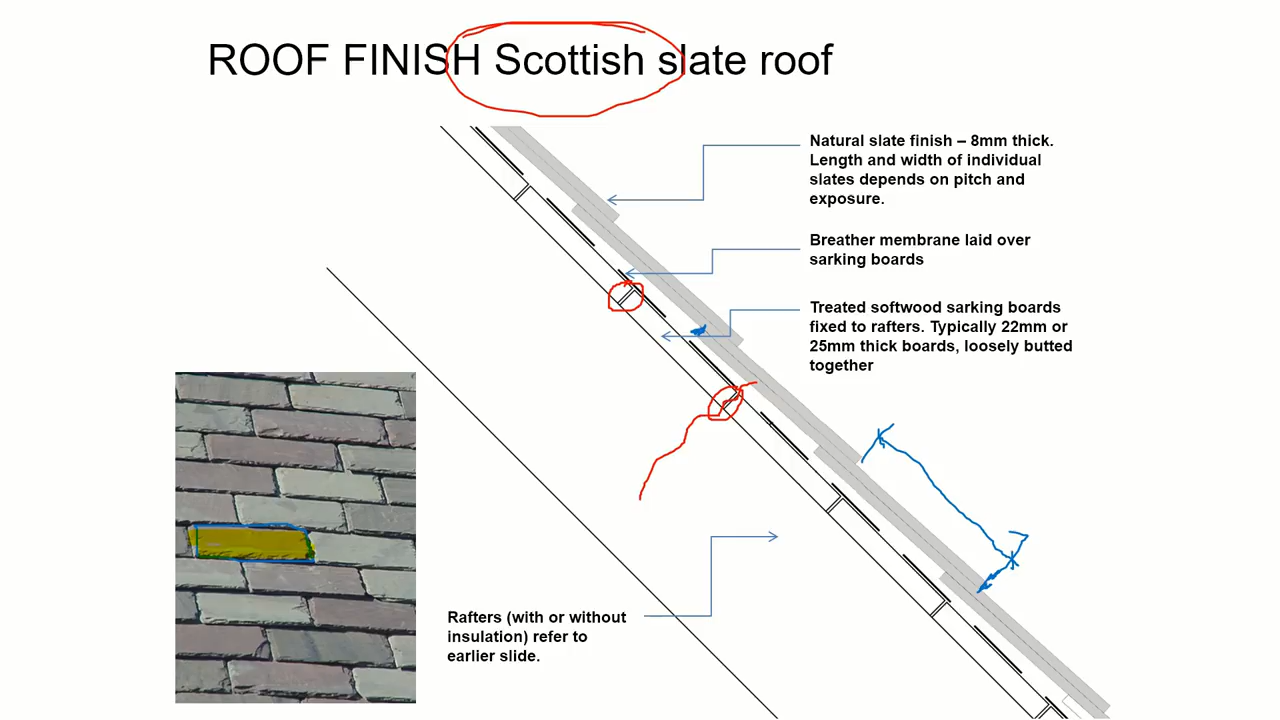 ROOF FINISH Scottish slate roof
Natural slate finish – 8mm thick.
Length and width of individual
slates depends on pitch and
exposure.
Breather membrane laid over
sarking boards
Treated softwood sarking boards
fixed to rafters. Typically 22mm or
25mm thick boards, loosely butted
together
Rafters (with or without
insulation) refer to
earlier slide.